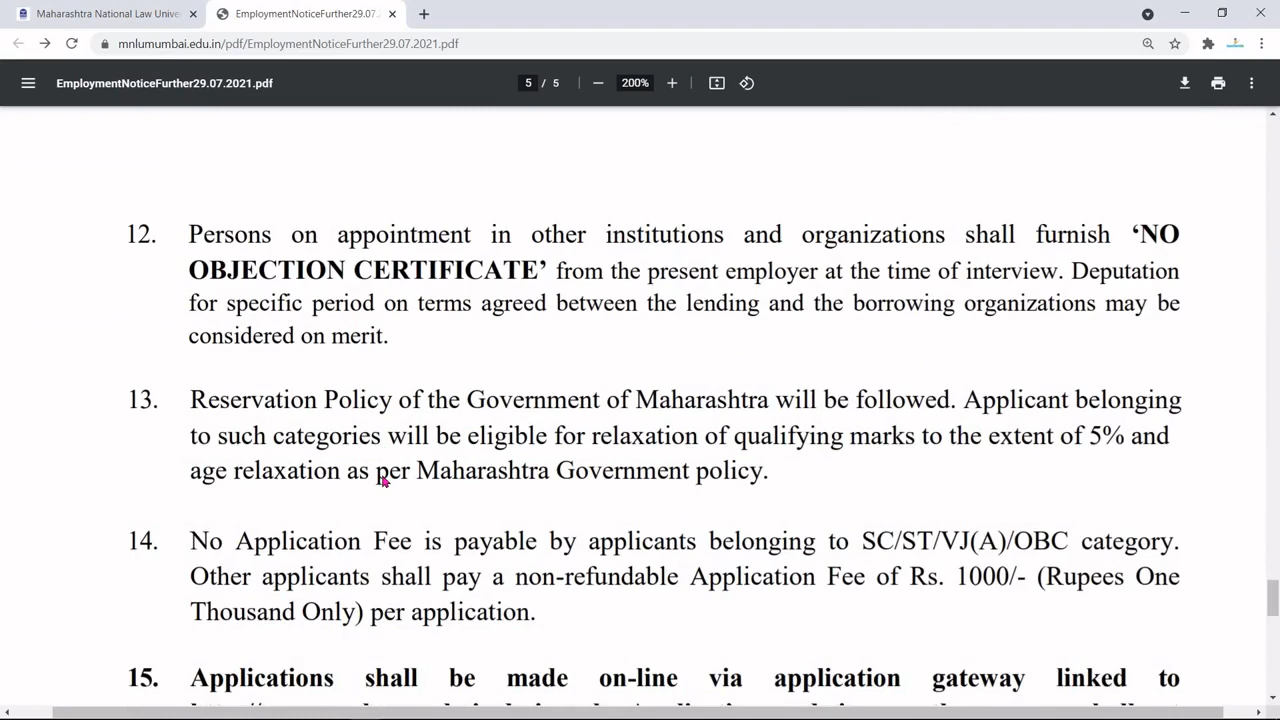 Maharashtra National Law Unive
EmploymentNoticeFurther29.07.20
mnlumumbai.edu.in/pdf/EmploymentNoticeFurther29.07.2021.pdf
EmploymentNoticeFurther29.07.2021.pdf
5 / 5
200%
12. Persons on appointment in other institutions and organizations shall furnish ‘NO
OBJECTION CERTIFICATE’ from the present employer at the time of interview. Deputation
for specific period on terms agreed between the lending and the borrowing organizations may be
considered on merit.
13. Reservation Policy of the Government of Maharashtra will be followed. Applicant belonging
to such categories will be eligible for relaxation of qualifying marks to the extent of 5% and
age relaxation as per Maharashtra Government policy.
14. No Application Fee is payable by applicants belonging to SC/ST/VJ(A)/OBC category.
Other applicants shall pay a non-refundable Application Fee of Rs. 1000/- (Rupees One
Thousand Only) per application.
15. Applications shall be made on-line via application gateway linked to